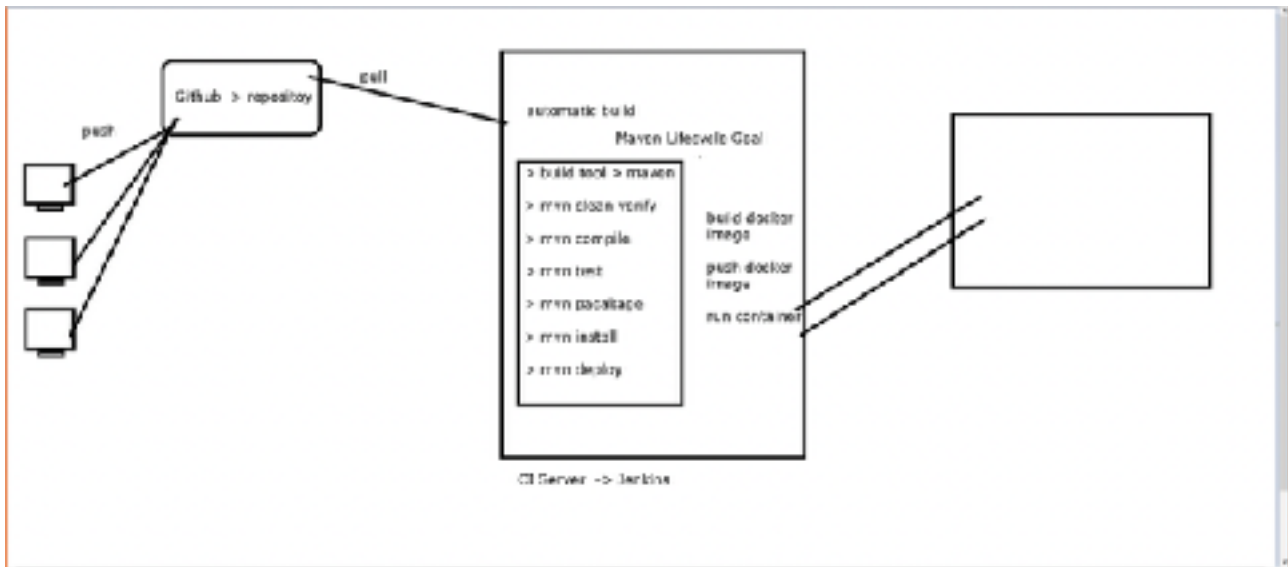 Github > repository
pull
push
automatic build
Maven Lifecycle Goal
> build tool > maven
> mvn clean verify
> mvn compile
> mvn test
> mvn pacakage
> mvn install
> mvn deploy
build docker
image
push docker
image
run container
CI Server -> Jenkins